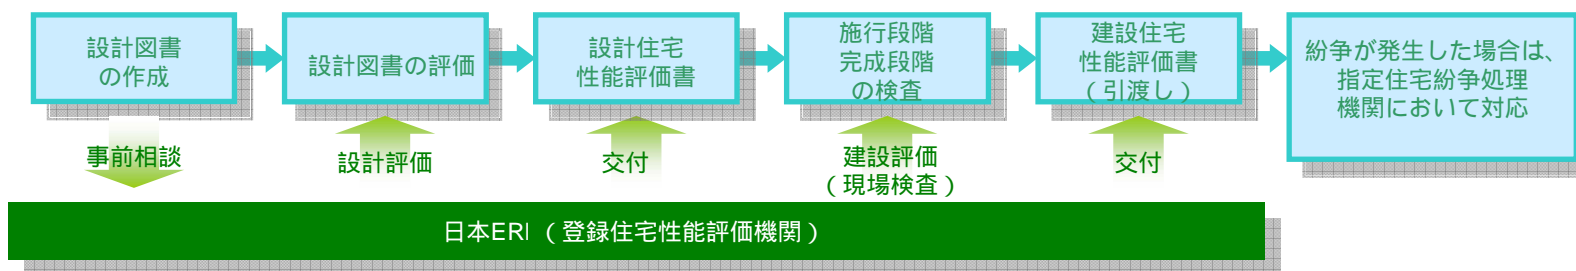 設計図書
の作成
設計図書の評価
設計住宅
性能評価書
施行段階
完成段階
の検査
建設住宅
性能評価書
(引渡し)
紛争が発生した場合は、
指定住宅紛争処理
機関において対応
事前相談
設計評価
交付
建設評価
(現場検査)
交付
日本ERI(登録住宅性能評価機関)